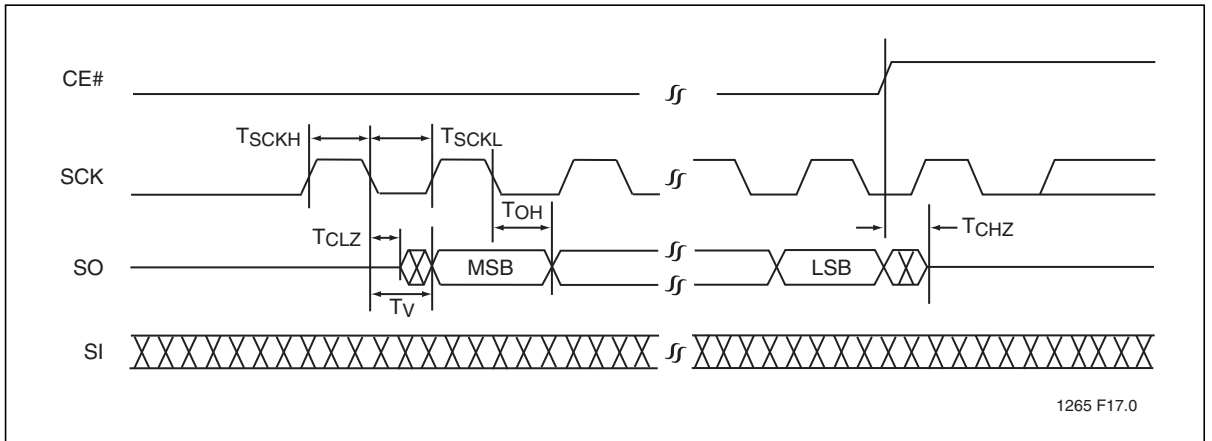 CE#
TSCKH
TSCKL
SCK
TOH
TCLZ
TCHZ
SO
MSB
LSB
TV
SI
1265 F17.0